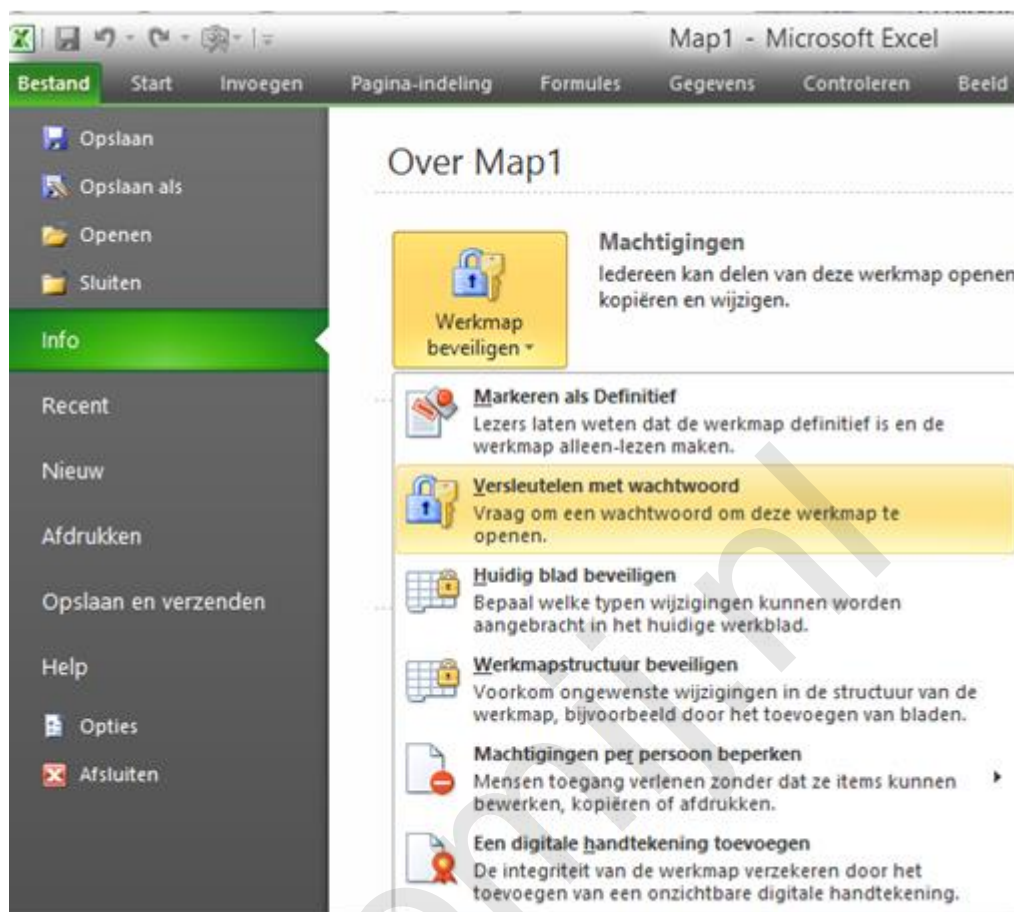 Map1 - Microsoft Excel
Bestand Start Invoegen Pagina-indeling Formules Gegevens Controleren Beeld
Opslaan
Opslaan als
Openen
Sluiten
Info
Recent
Nieuw
Afdrukken
Opslaan en verzenden
Help
Opties
Afsluiten
Over Map1
Werkmap
beveiligen
Machtigingen
Iedereen kan delen van deze werkmap openen
kopiëren en wijzigen.
Markeren als Definitief
Lezers laten weten dat de werkmap definitief is en de
werkmap alleen-lezen maken.
Versleutelen met wachtwoord
Vraag om een wachtwoord om deze werkmap te
openen.
Huidig blad beveiligen
Bepaal welke typen wijzigingen kunnen worden
aangebracht in het huidige werkblad.
Werkmapstructuur beveiligen
Voorkom ongewenste wijzigingen in de structuur van de
werkmap, bijvoorbeeld door het toevoegen van bladen.
Machtigingen per persoon beperken
Mensen toegang verlenen zonder dat ze items kunnen
bewerken, kopiëren of afdrukken.
Een digitale handtekening toevoegen
De integriteit van de werkmap verzekeren door het
toevoegen van een onzichtbare digitale handtekening.